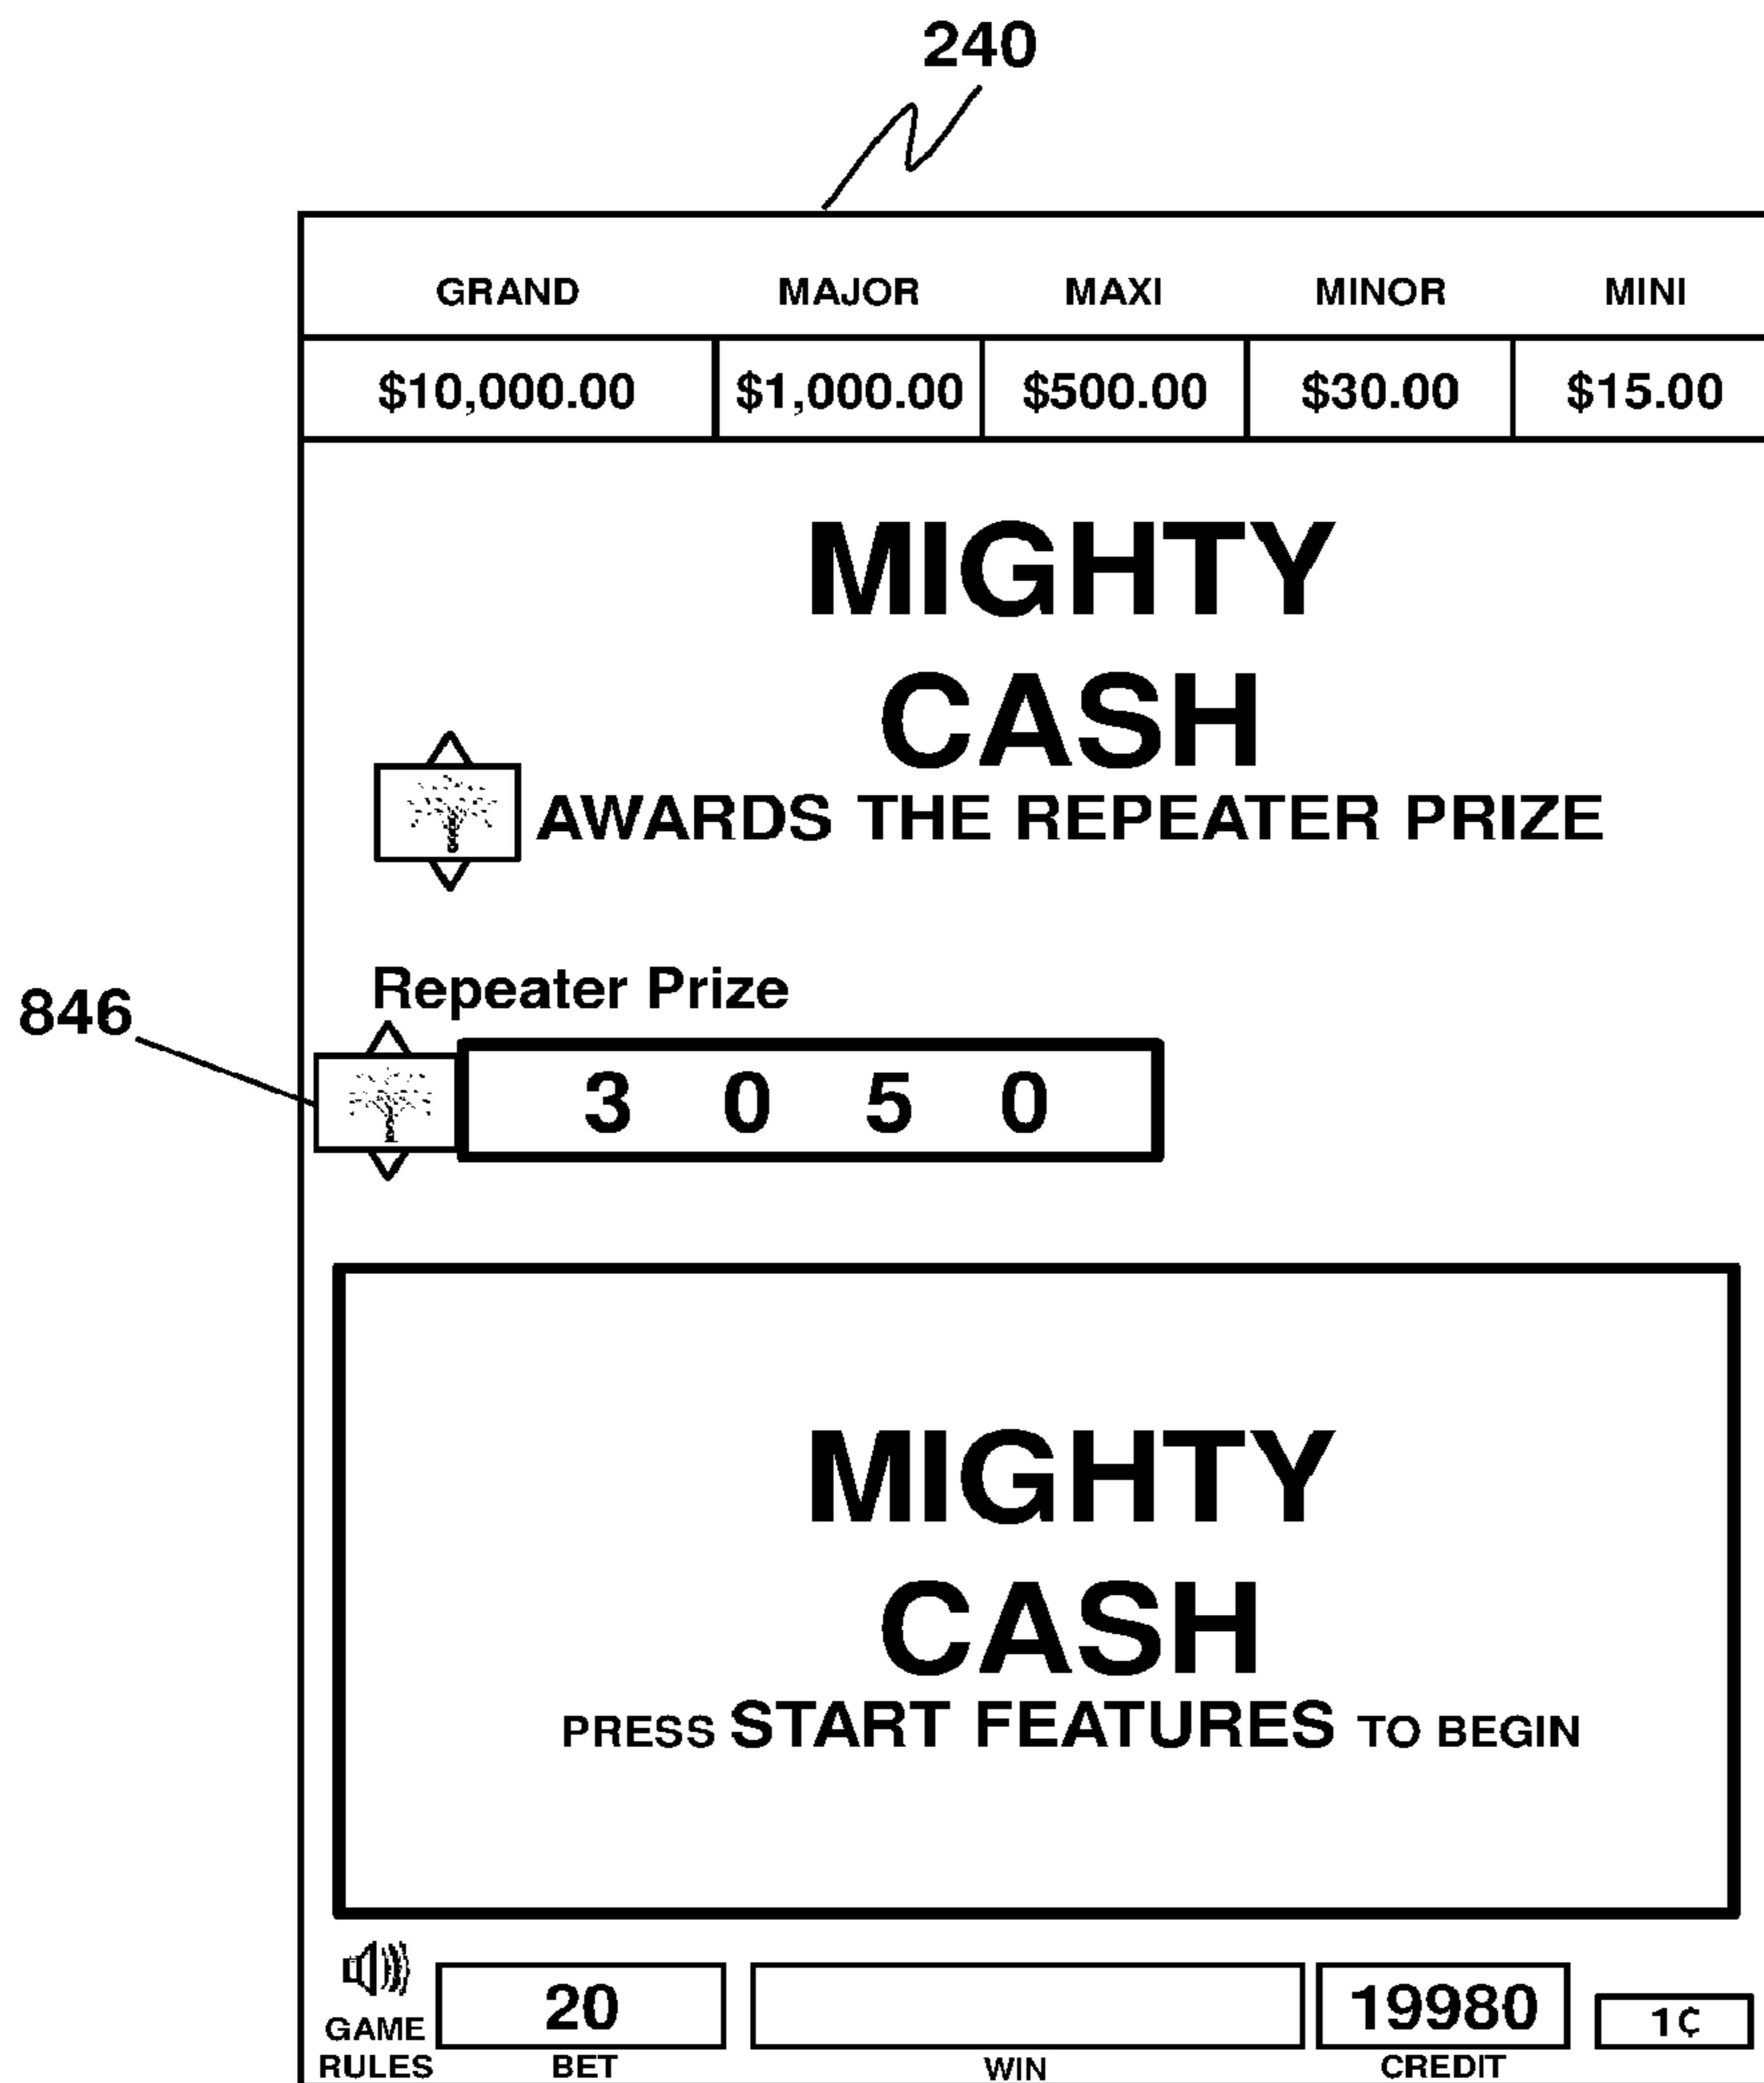 240
GRAND MAJOR MAXI MINOR MINI
$10,000.00 $1,000.00 $500.00 $30.00 $15.00
MIGHTY
CASH
AWARDS THE REPEATER PRIZE
Repeater Prize
846
3 0 5 0
MIGHTY
CASH
PRESS START FEATURES TO BEGIN
20 19980 1¢
GAME
RULES BET WIN CREDIT